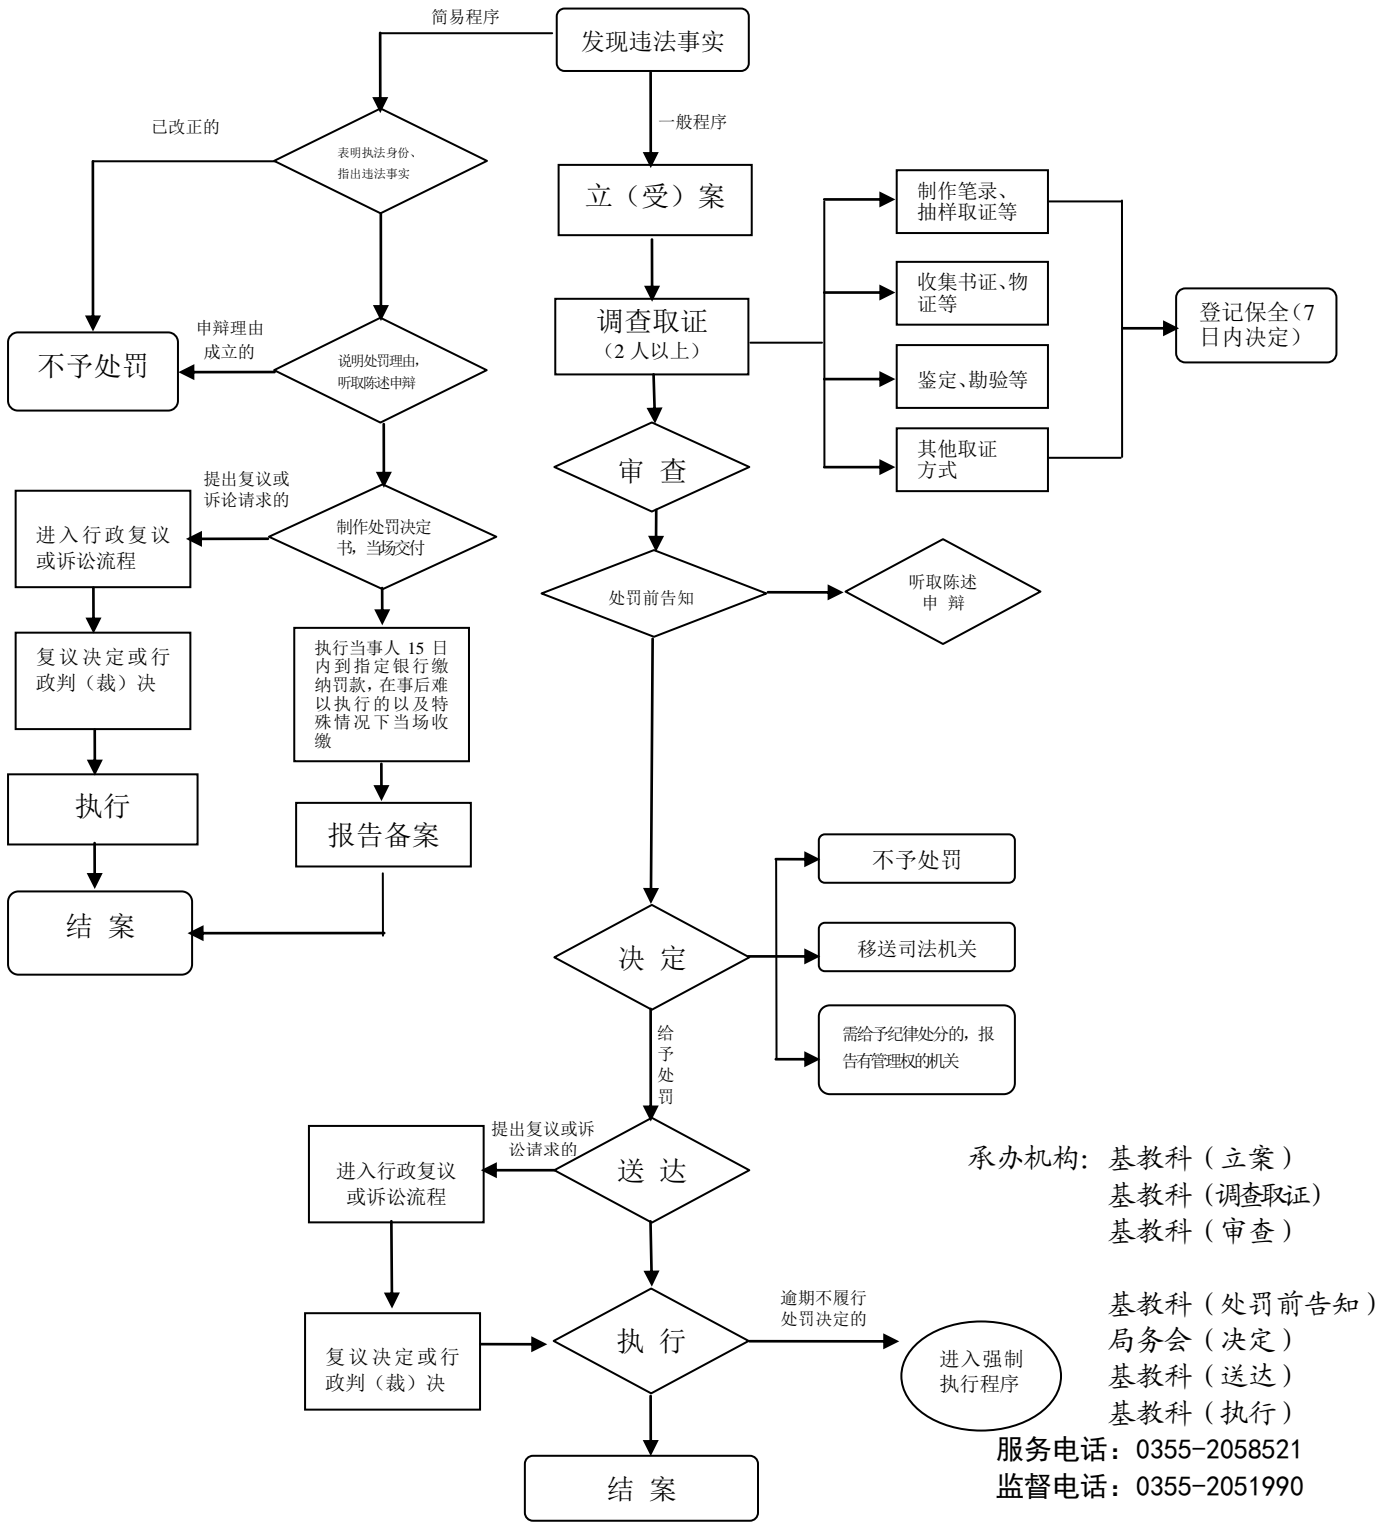 简易程序
发现违法事实
已改正的
一般程序
表明执法身份、
指出违法事实
立（受）案
制作笔录、
抽样取证等
收集书证、物
证等
登记保全（7
日内决定）
调查取证
（2 人以上）
申辩理由
成立的
不予处罚
说明处罚理由，
听取陈述申辩
鉴定、勘验等
其他取证
方式
审 查
提出复议或
诉论请求的
进入行政复议
或诉讼流程
制作处罚决定
书，当场交付
处罚前告知
听取陈述
申 辩
复议决定或行
政判（裁）决
执行当事人 15 日
内到指定银行缴
纳罚款，在事后难
以执行的以及特
殊情况下当场收
缴
执行
报告备案
不予处罚
结 案
决 定
移送司法机关
需给予纪律处分的，报
告有管理权的机关
给
予
处
罚
提出复议或诉
讼请求的
进入行政复议
或诉讼流程
送 达
承办机构：基教科（立案）
基教科（调查取证）
基教科（审查）
基教科（处罚前告知）
局务会（决定）
基教科（送达）
基教科（执行）
逾期不履行
处罚决定的
执 行
复议决定或行
政判（裁）决
进入强制
执行程序
服务电话：0355-2058521
监督电话：0355-2051990
结 案